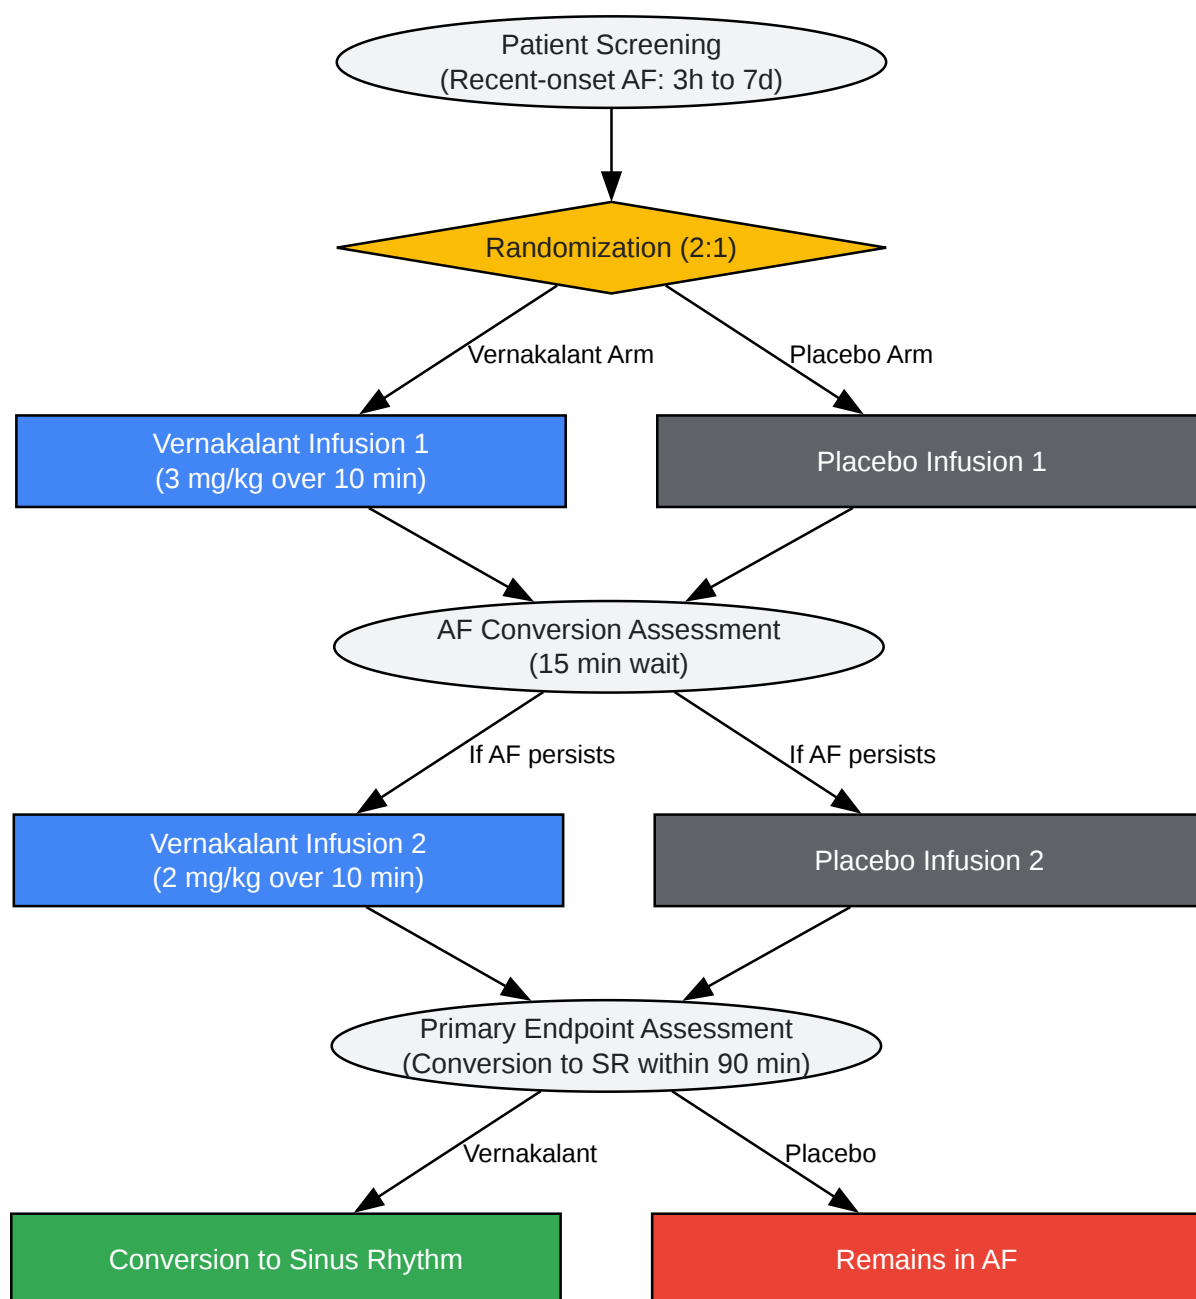 Patient Screening
(Recent-onset AF: 3h to 7d)
Randomization (2:1)
Vernakalant Arm
Placebo Arm
Vernakalant Infusion 1
(3 mg/kg over 10 min)
Placebo Infusion 1
AF Conversion Assessment
(15 min wait)
If AF persists
If AF persists
Vernakalant Infusion 2
(2 mg/kg over 10 min)
Placebo Infusion 2
Primary Endpoint Assessment
(Conversion to SR within 90 min)
Vernakalant
Placebo
Conversion to Sinus Rhythm
Remains in AF